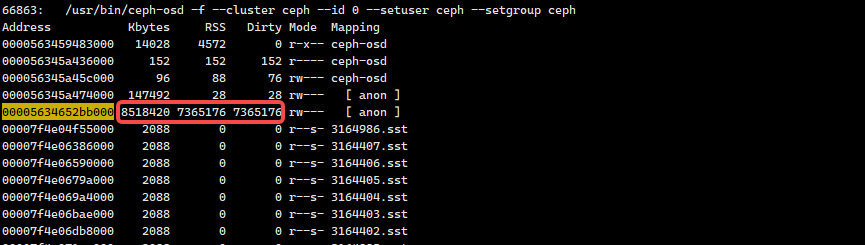 66863: /usr/bin/ceph-osd -f --cluster ceph --id 0 --setuser ceph --setgroup ceph
Address Kbytes RSS Dirty Mode Mapping
0000563459483000 14028 4572 0 r-x-- ceph-osd
000056345a436000 152 152 152 r---- ceph-osd
000056345a45c000 96 88 76 rw--- ceph-osd
000056345a474000 147492 28 28 rw--- [ anon ]
00005634652bb000 8518420 7365176 7365176 rw--- [ anon ]
00007f4e04f55000 2088 0 0 r--s- 3164986.sst
00007f4e06386000 2088 0 0 r--s- 3164407.sst
00007f4e06590000 2088 0 0 r--s- 3164406.sst
00007f4e0679a000 2088 0 0 r--s- 3164405.sst
00007f4e069a4000 2088 0 0 r--s- 3164404.sst
00007f4e06bae000 2088 0 0 r--s- 3164403.sst
00007f4e06db8000 2088 0 0 r--s- 3164402.sst